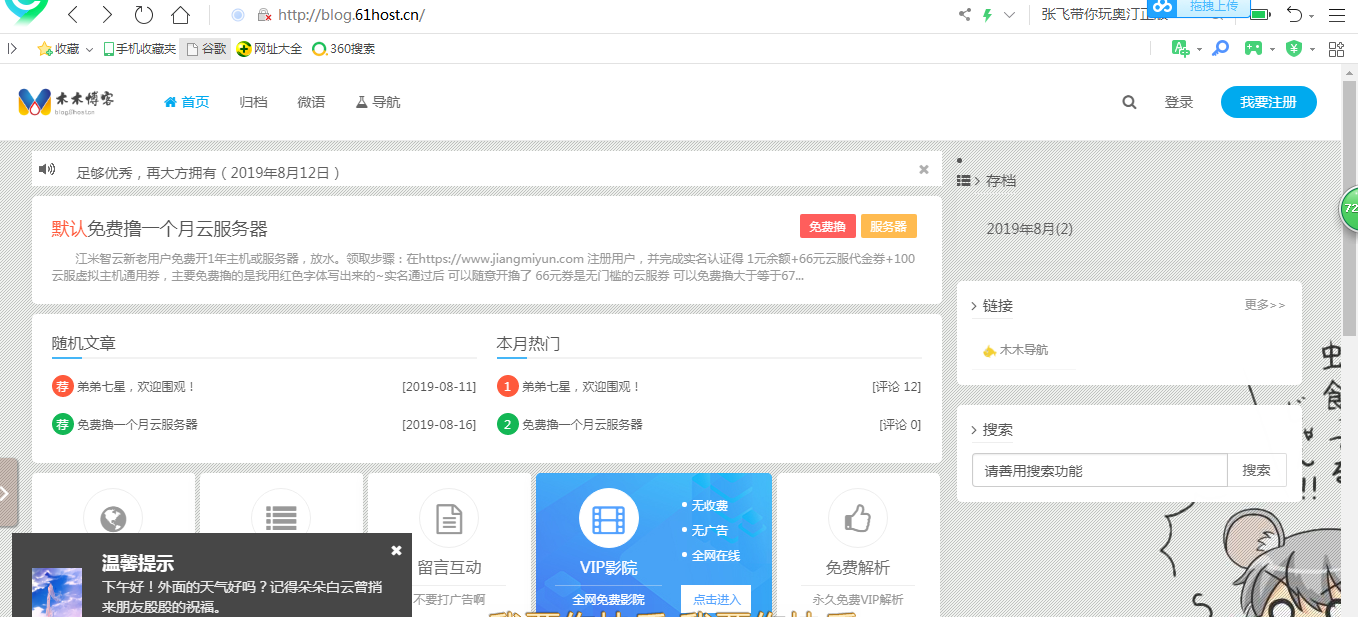 http://blog.61host.cn/
张飞带你玩奥汀正版
拖拽上传
收藏
手机收藏夹
谷歌
网址大全
360搜索
木木博客
首页
归档
微语
导航
登录
我要注册
足够优秀，再大方拥有（2019年8月12日）
默认免费撸一个月云服务器
免费撸
服务器
江米智云新老用户免费开1年主机或服务器，放水。领取步骤：在https://www.jiangmiyun.com 注册用户，并完成实名认证得 1元余额+66元云服代金券+100
云服虚拟主机通用券，主要免费撸的是我用红色字体写出来的~实名通过后 可以随意开撸了 66元券是无门槛的云服券 可以免费撸大于等于67...
随机文章
荐 弟弟七星，欢迎围观！ [2019-08-11]
荐 免费撸一个月云服务器 [2019-08-16]
本月热门
1 弟弟七星，欢迎围观！ [评论 12]
2 免费撸一个月云服务器 [评论 0]
存档
2019年8月(2)
72
链接
更多>>
木木导航
搜索
请善用搜索功能
搜索
虫
食
留言互动
不要打广告啊
VIP影院
全网免费影院
无收费
无广告
全网在线
点击进入
免费解析
永久免费VIP解析
温馨提示
下午好！外面的天气好吗？记得朵朵白云曾捎
来朋友殷殷的祝福。